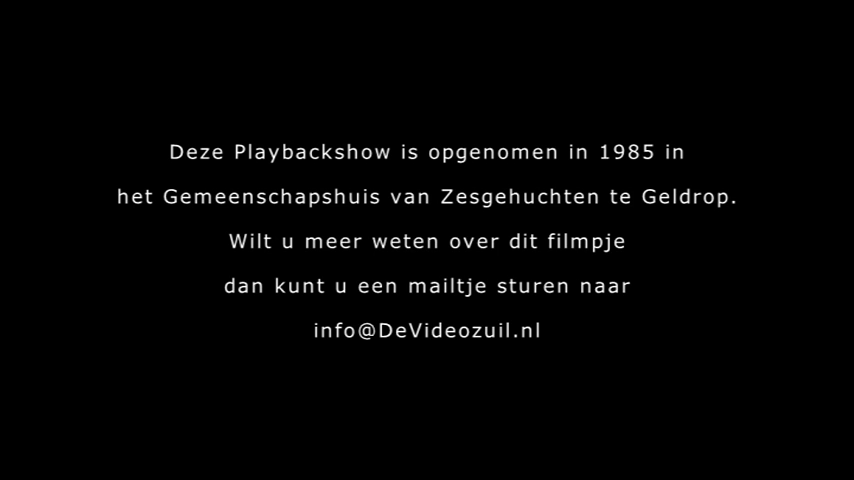 Deze Playbackshow is opgenomen in 1985 in
het Gemeenschapshuis van Zesgehuchten te Geldrop.
Wilt u meer weten over dit filmpje
dan kunt u een mailtje sturen naar
info@DeVideozuil.nl